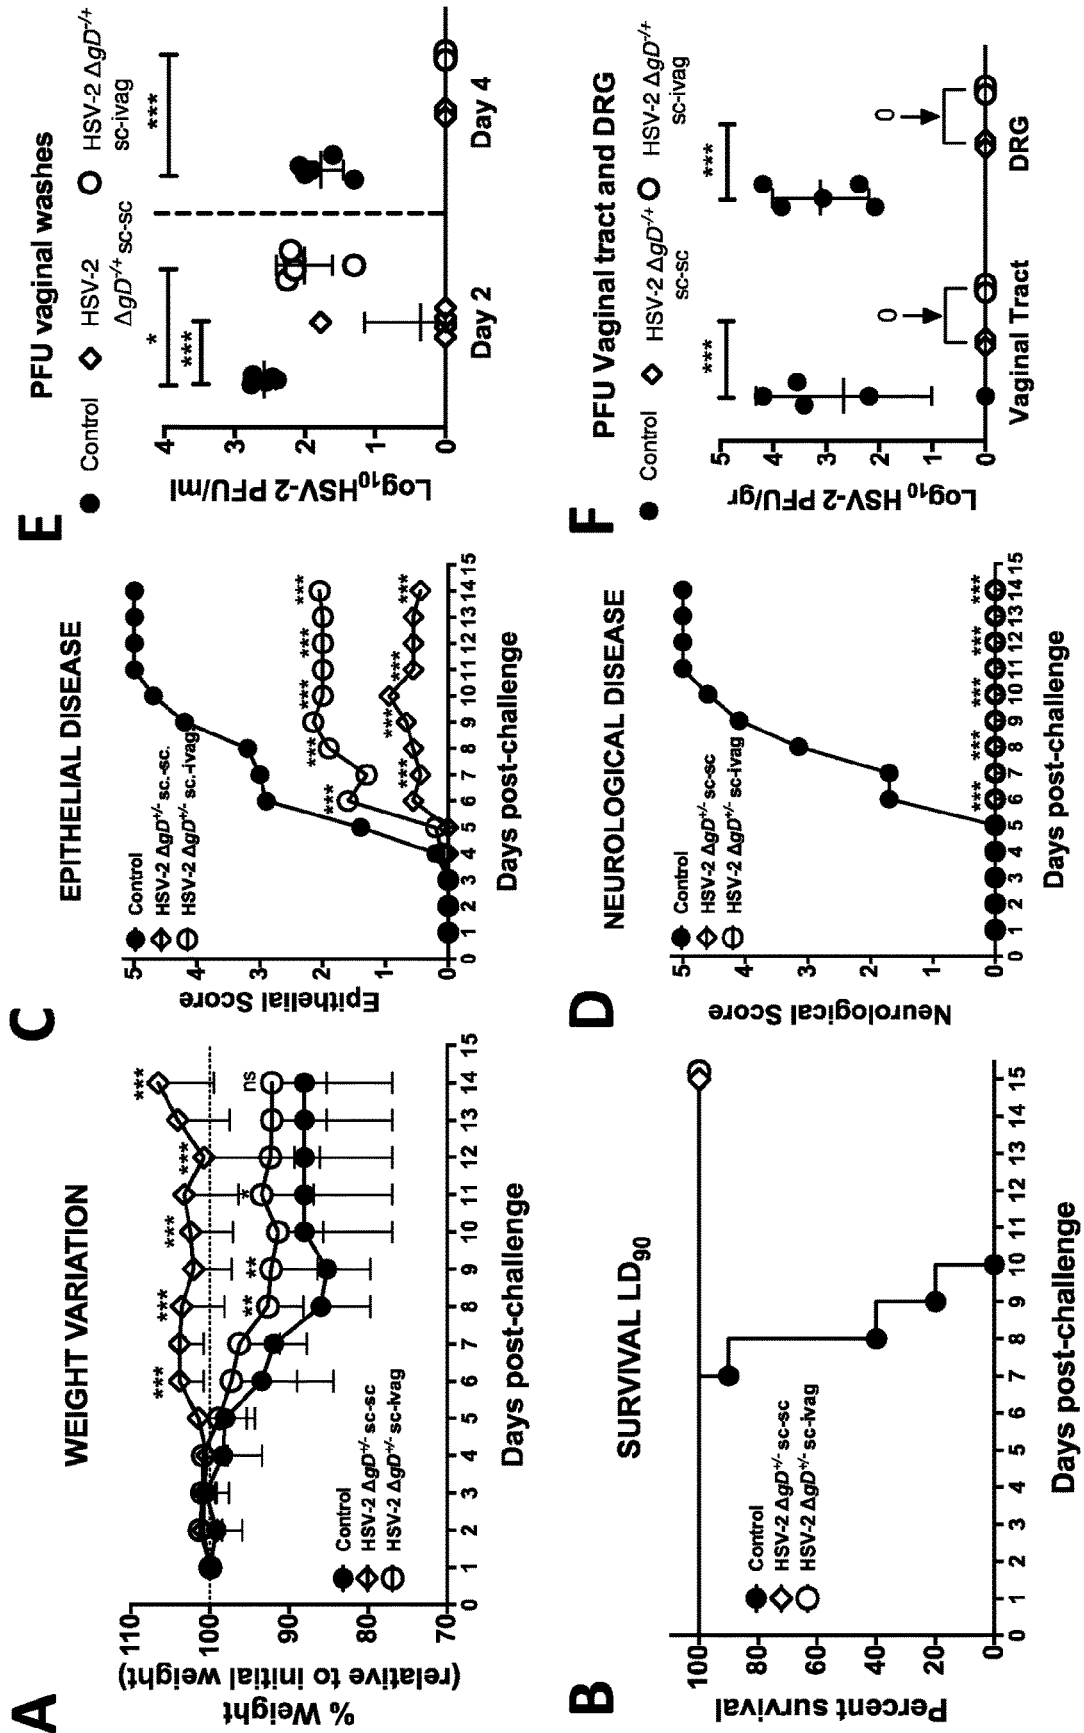 A
WEIGHT VARIATION
% Weight
(relative to initial weight)
110
100
90
80
70
0 1 2 3 4 5 6 7 8 9 10 11 12 13 14 15
Days post-challenge
Control
HSV-2 ΔgD+/- sc-sc
HSV-2 ΔgD+/- sc-ivag
*** *** *** *** ***
** ** * ns
B
SURVIVAL LD90
Percent survival
100
80
60
40
20
0
0 1 2 3 4 5 6 7 8 9 10 11 12 13 14 15
Days post-challenge
Control
HSV-2 ΔgD+/- sc-sc
HSV-2 ΔgD+/- sc-ivag
C
EPITHELIAL DISEASE
Epithelial Score
5
4
3
2
1
0
0 1 2 3 4 5 6 7 8 9 10 11 12 13 14 15
Days post-challenge
Control
HSV-2 ΔgD+/- sc.-sc.
HSV-2 ΔgD+/- sc.-ivag
*** *** *** *** ***
*** *** *** ***
D
NEUROLOGICAL DISEASE
Neurological Score
5
4
3
2
1
0
0 1 2 3 4 5 6 7 8 9 10 11 12 13 14 15
Days post-challenge
Control
HSV-2 ΔgD+/- sc-sc
HSV-2 ΔgD+/- sc-ivag
*** *** *** *** ***
E
PFU vaginal washes
Control
HSV-2
ΔgD-/+ sc-sc
HSV-2 ΔgD-/+
sc-ivag
Log10HSV-2 PFU/ml
4
3
2
1
0
*
***
***
Day 2
Day 4
F
PFU Vaginal tract and DRG
Control
HSV-2 ΔgD-/+
sc-sc
HSV-2 ΔgD-/+
sc-ivag
Log10 HSV-2 PFU/gr
5
4
3
2
1
0
***
***
0
0
Vaginal Tract
DRG